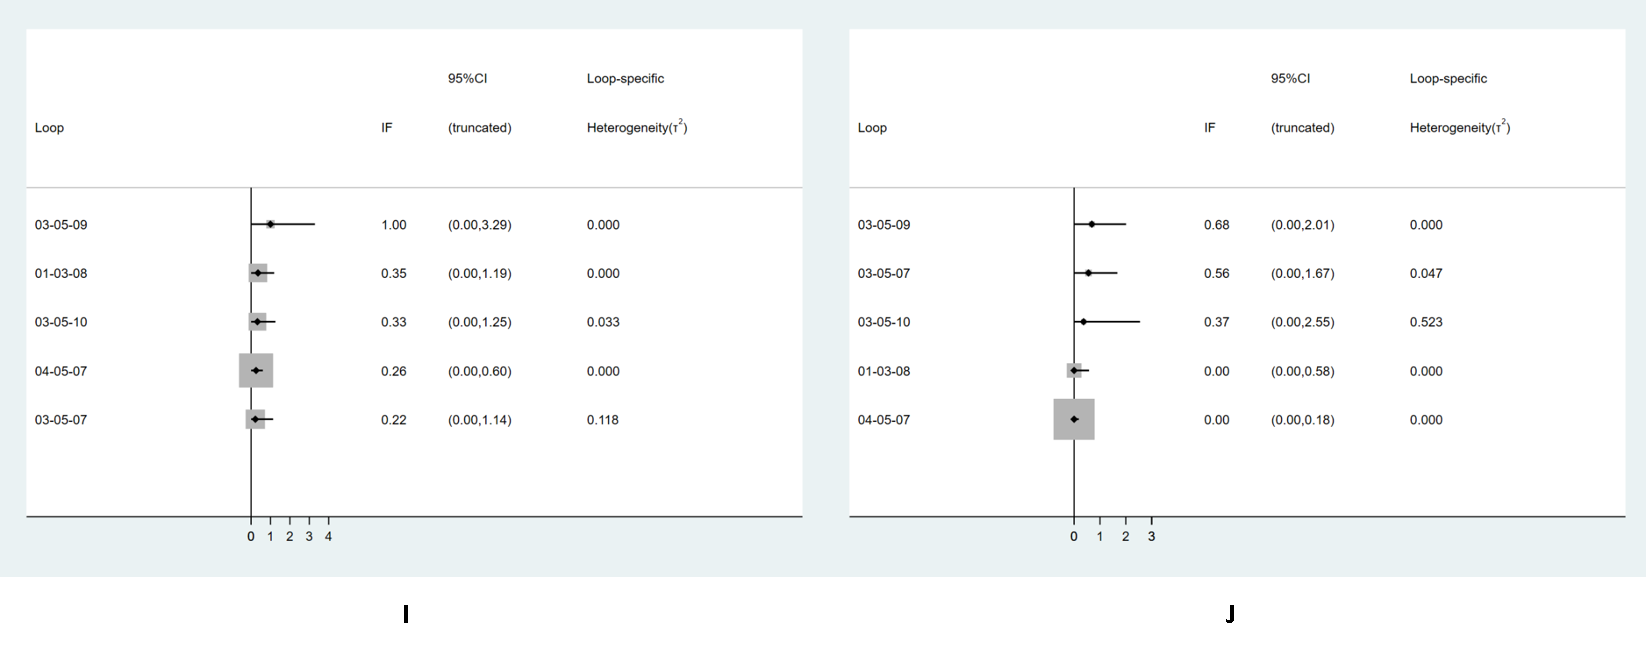 95%CI Loop-specific
Loop IF (truncated) Heterogeneity(τ²)
03-05-09 1.00 (0.00,3.29) 0.000
01-03-08 0.35 (0.00,1.19) 0.000
03-05-10 0.33 (0.00,1.25) 0.033
04-05-07 0.26 (0.00,0.60) 0.000
03-05-07 0.22 (0.00,1.14) 0.118
0 1 2 3 4
I
95%CI Loop-specific
Loop IF (truncated) Heterogeneity(τ²)
03-05-09 0.68 (0.00,2.01) 0.000
03-05-07 0.56 (0.00,1.67) 0.047
03-05-10 0.37 (0.00,2.55) 0.523
01-03-08 0.00 (0.00,0.58) 0.000
04-05-07 0.00 (0.00,0.18) 0.000
0 1 2 3
J